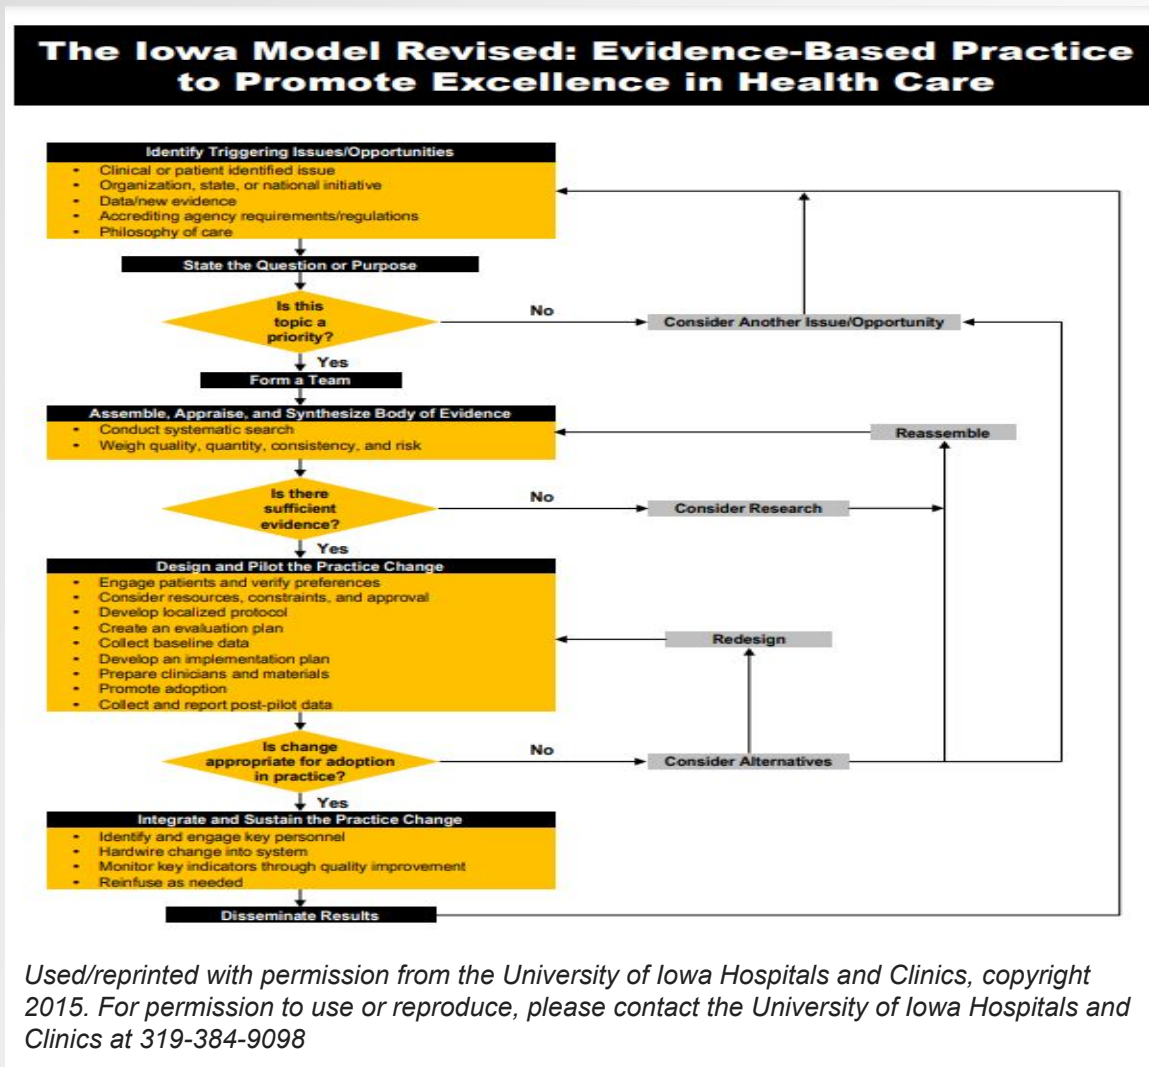 The Iowa Model Revised: Evidence-Based Practice
to Promote Excellence in Health Care
Identify Triggering Issues/Opportunities
• Clinical or patient identified issue
• Organization, state, or national initiative
• Data/new evidence
• Accrediting agency requirements/regulations
• Philosophy of care
State the Question or Purpose
Is this
topic a
priority?
No
Consider Another Issue/Opportunity
Yes
Form a Team
Assemble, Appraise, and Synthesize Body of Evidence
• Conduct systematic search
• Weigh quality, quantity, consistency, and risk
Reassemble
Is there
sufficient
evidence?
No
Consider Research
Yes
Design and Pilot the Practice Change
• Engage patients and verify preferences
• Consider resources, constraints, and approval
• Develop localized protocol
• Create an evaluation plan
• Collect baseline data
• Develop an implementation plan
• Prepare clinicians and materials
• Promote adoption
• Collect and report post-pilot data
Redesign
Is change
appropriate for adoption
in practice?
No
Consider Alternatives
Yes
Integrate and Sustain the Practice Change
• Identify and engage key personnel
• Hardwire change into system
• Monitor key indicators through quality improvement
• Reinfuse as needed
Disseminate Results
Used/reprinted with permission from the University of Iowa Hospitals and Clinics, copyright
2015. For permission to use or reproduce, please contact the University of Iowa Hospitals and
Clinics at 319-384-9098